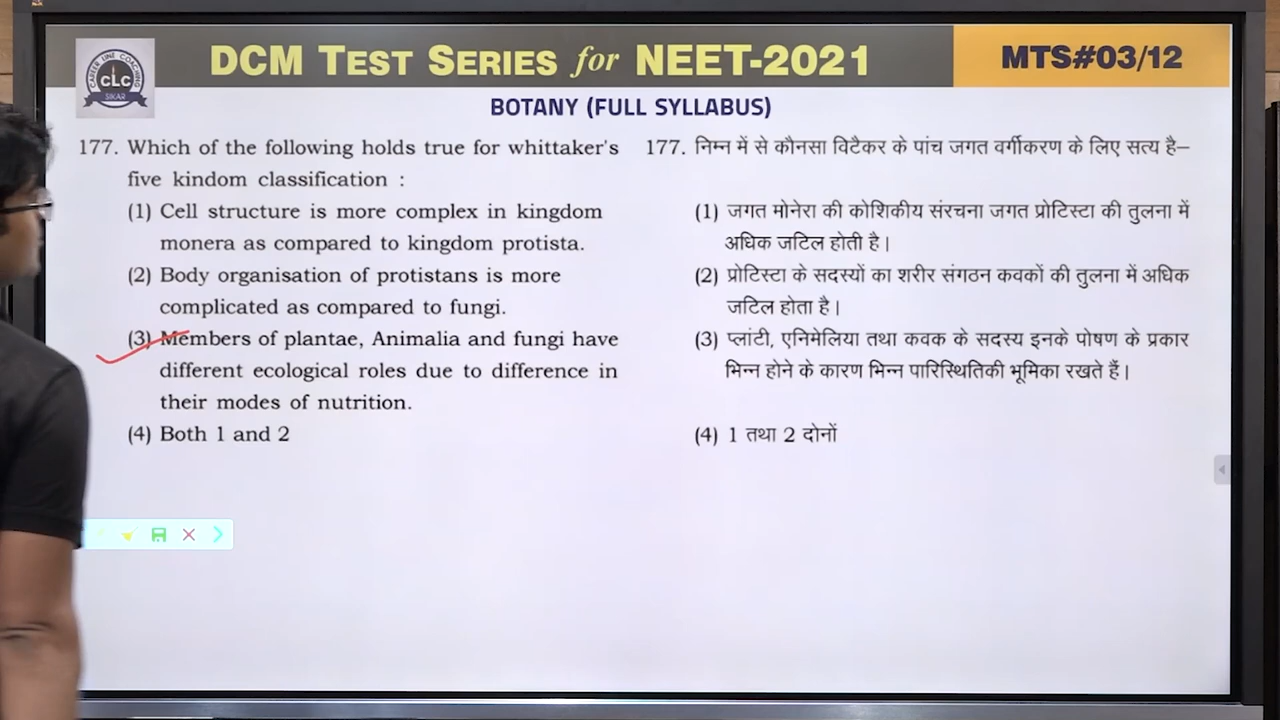 CAREER LINE COACHING
CLC
SIKAR
DCM TEST SERIES for NEET-2021
MTS#03/12
BOTANY (FULL SYLLABUS)
177. Which of the following holds true for whittaker's
five kindom classification :
(1) Cell structure is more complex in kingdom
monera as compared to kingdom protista.
(2) Body organisation of protistans is more
complicated as compared to fungi.
(3) Members of plantae, Animalia and fungi have
different ecological roles due to difference in
their modes of nutrition.
(4) Both 1 and 2
177. निम्न में से कौनसा विटैकर के पांच जगत वर्गीकरण के लिए सत्य है–
(1) जगत मोनेरा की कोशिकीय संरचना जगत प्रोटिस्टा की तुलना में
अधिक जटिल होती है।
(2) प्रोटिस्टा के सदस्यों का शरीर संगठन कवकों की तुलना में अधिक
जटिल होता है।
(3) प्लांटी, एनिमेलिया तथा कवक के सदस्य इनके पोषण के प्रकार
भिन्न होने के कारण भिन्न पारिस्थितिकी भूमिका रखते हैं।
(4) 1 तथा 2 दोनों